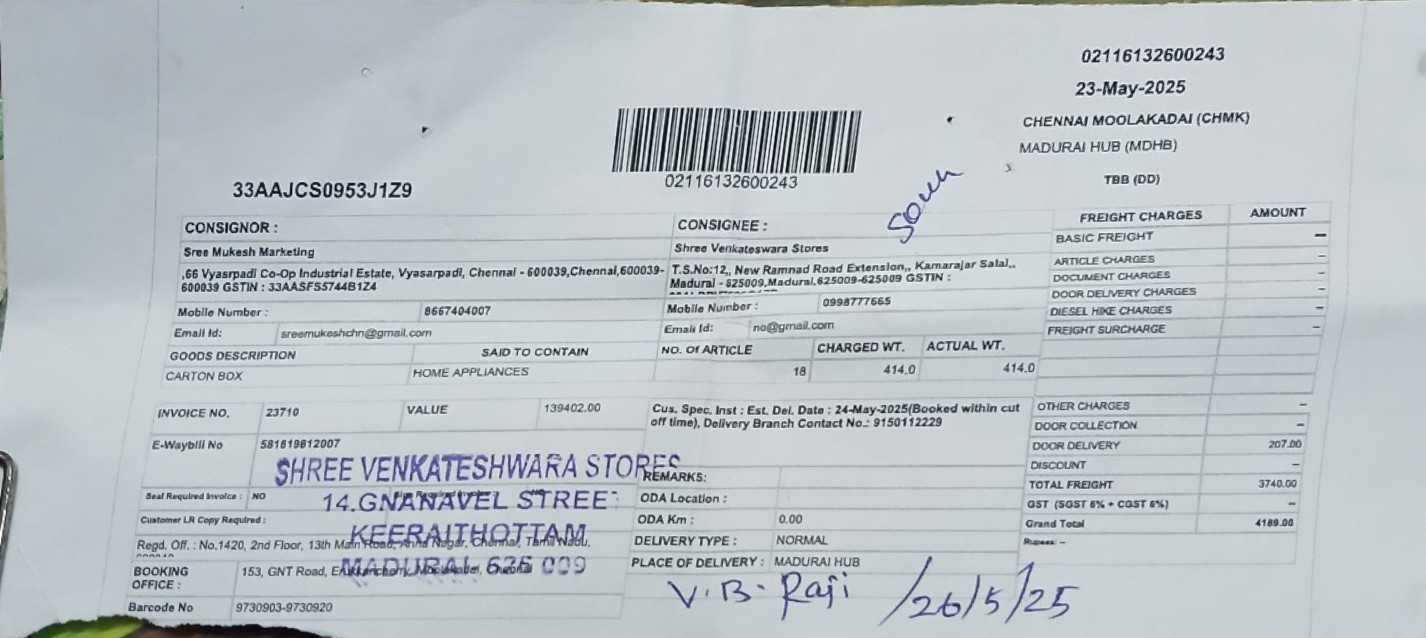 02116132600243
23-May-2025
CHENNAI MOOLAKADAI (CHMK)
MADURAI HUB (MDHB)
TBB (DD)
02116132600243
33AAJCS0953J1Z9
South
CONSIGNOR :
Sree Mukesh Marketing
,66 Vyasrpadi Co-Op Industrial Estate, Vyasarpadi, Chennai - 600039,Chennai,600039-
600039 GSTIN : 33AASFS5744B1Z4
Mobile Number : 8667404007
Email Id: sreemukeshchn@gmail.com
CONSIGNEE :
Shree Venkateswara Stores
T.S.No:12,, New Ramnad Road Extension,, Kamarajar Salai,,
Madurai - 625009,Madurai,625009-625009 GSTIN :
Mobile Number : 0998777665
Email Id: no@gmail.com
FREIGHT CHARGES AMOUNT
BASIC FREIGHT –
ARTICLE CHARGES –
DOCUMENT CHARGES –
DOOR DELIVERY CHARGES –
DIESEL HIKE CHARGES –
FREIGHT SURCHARGE –
GOODS DESCRIPTION SAID TO CONTAIN NO. Of ARTICLE CHARGED WT. ACTUAL WT.
CARTON BOX HOME APPLIANCES 18 414.0 414.0
INVOICE NO. 23710 VALUE 139402.00
E-Waybill No 581619812007
Cus. Spec. Inst : Est. Del. Date : 24-May-2025(Booked within cut
off time), Delivery Branch Contact No.: 9150112229
OTHER CHARGES –
DOOR COLLECTION –
DOOR DELIVERY 207.00
DISCOUNT –
TOTAL FREIGHT 3740.00
GST (SGST 6% + CGST 6%) –
Grand Total 4189.00
Rupees: –
SHREE VENKATESHWARA STORES
14.GNANAVEL STREET
KEERAITHOTTAM
MADURAI 625 009
REMARKS:
ODA Location :
ODA Km : 0.00
DELIVERY TYPE : NORMAL
PLACE OF DELIVERY : MADURAI HUB
Seal Required Invoice : NO
Customer LR Copy Required :
Regd. Off. : No.1420, 2nd Floor, 13th Main Road, Anna Nagar, Chennai, Tamil Nadu,
BOOKING 153, GNT Road,
OFFICE :
Barcode No 9730903-9730920
V.B. Raji /26/5/25